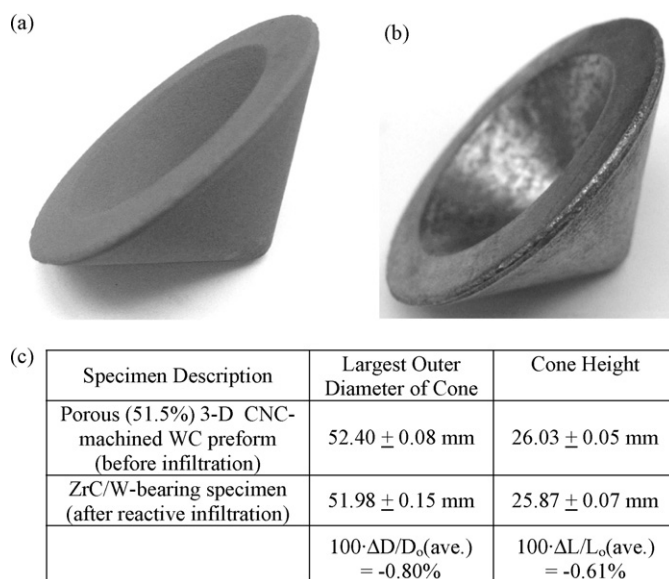 (a)
(b)
(c)
Specimen Description
Largest Outer
Diameter of Cone
Cone Height
Porous (51.5%) 3-D CNC-
machined WC preform
(before infiltration)
52.40 ± 0.08 mm
26.03 ± 0.05 mm
ZrC/W-bearing specimen
(after reactive infiltration)
51.98 ± 0.15 mm
25.87 ± 0.07 mm
100·ΔD/Dₒ(ave.)
= -0.80%
100·ΔL/Lₒ(ave.)
= -0.61%